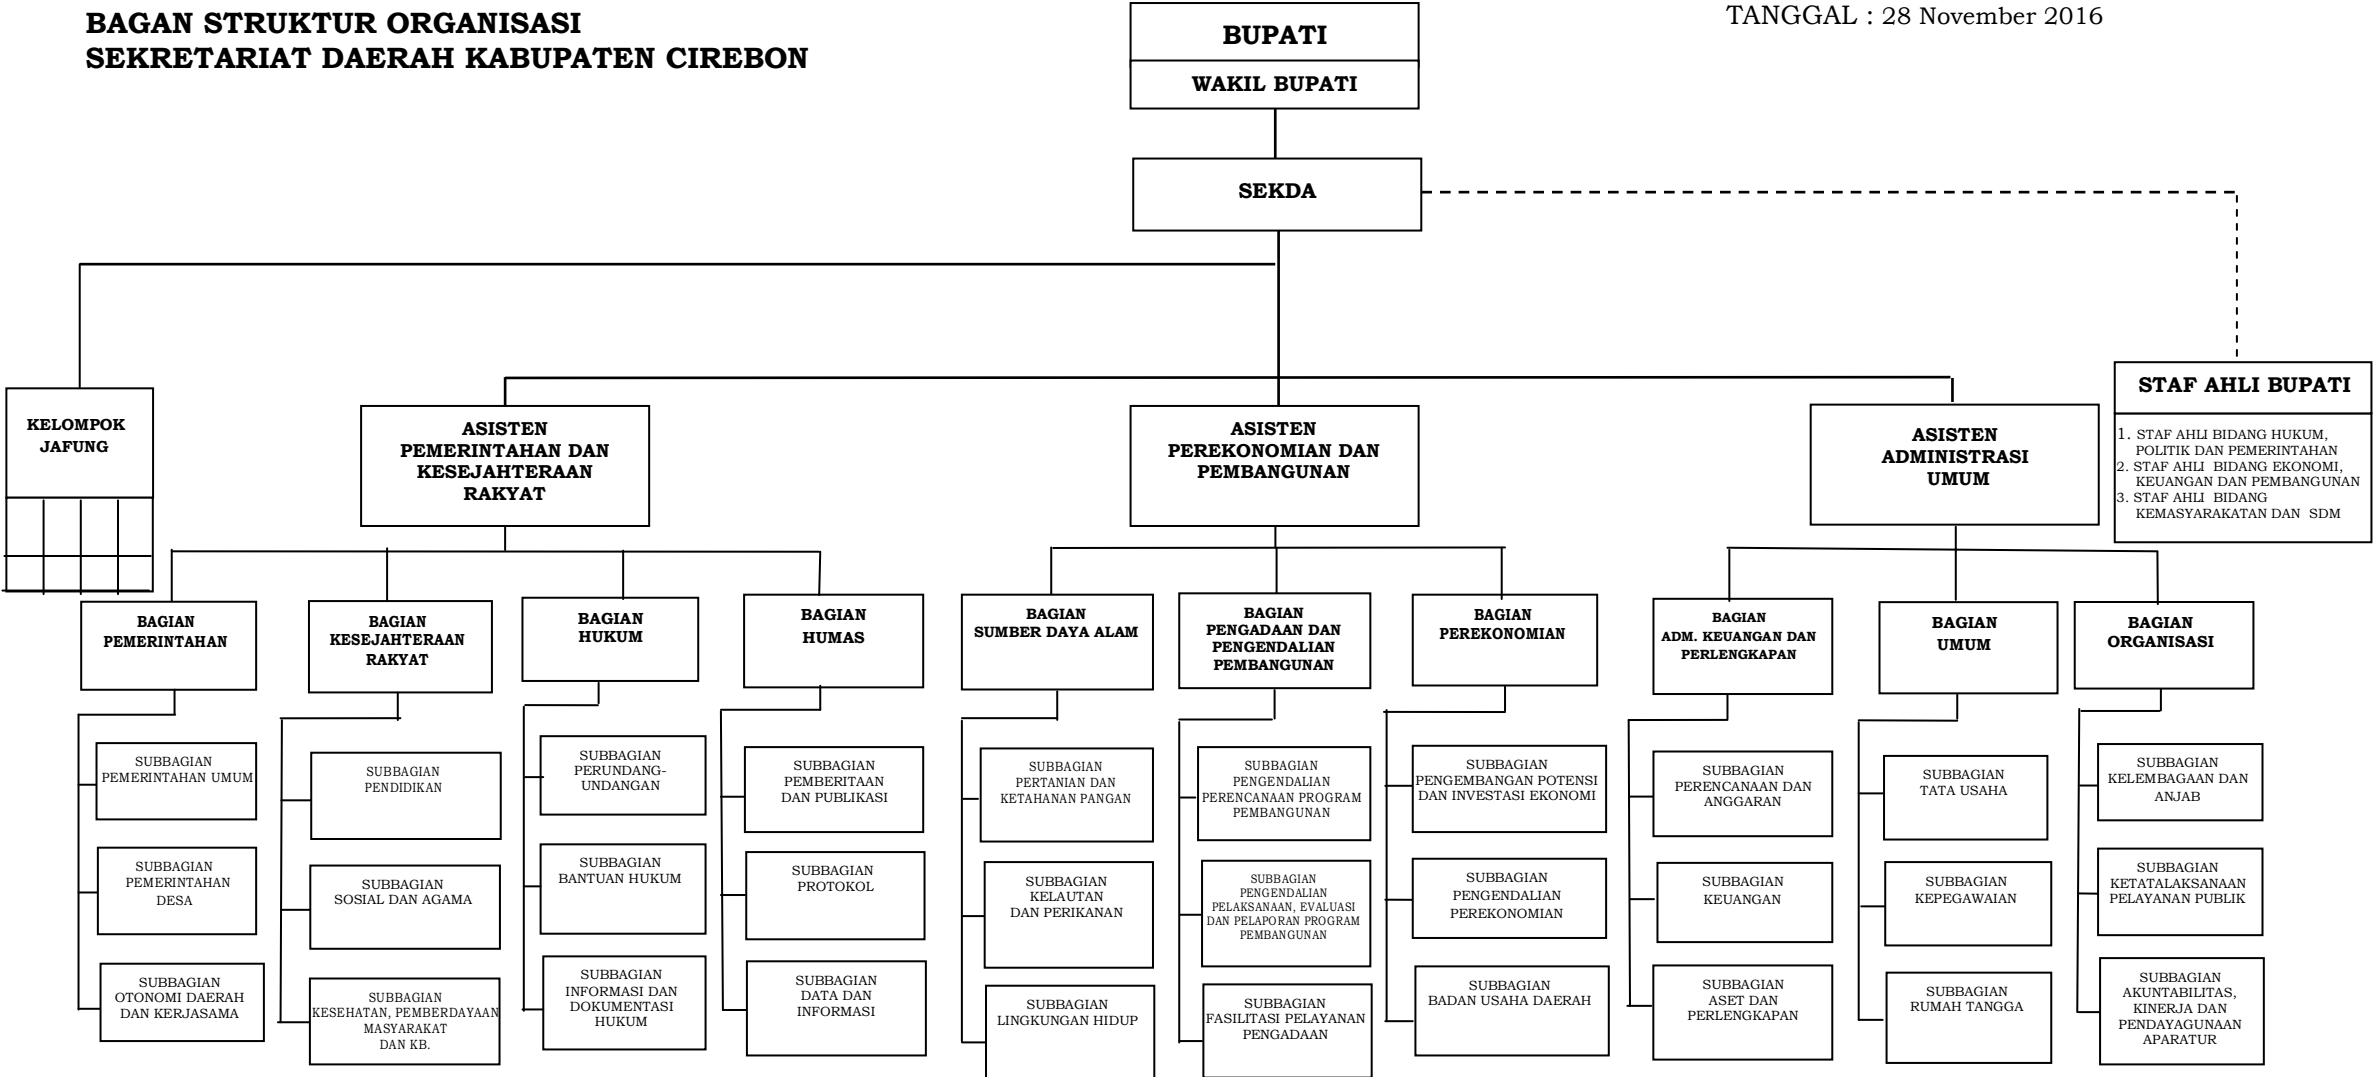 BAGAN STRUKTUR ORGANISASI
SEKRETARIAT DAERAH KABUPATEN CIREBON
TANGGAL : 28 November 2016
BUPATI
WAKIL BUPATI
SEKDA
KELOMPOK
JAFUNG
ASISTEN
PEMERINTAHAN DAN
KESEJAHTERAAN
RAKYAT
ASISTEN
PEREKONOMIAN DAN
PEMBANGUNAN
ASISTEN
ADMINISTRASI
UMUM
STAF AHLI BUPATI
1. STAF AHLI BIDANG HUKUM,
POLITIK DAN PEMERINTAHAN
2. STAF AHLI BIDANG EKONOMI,
KEUANGAN DAN PEMBANGUNAN
3. STAF AHLI BIDANG
KEMASYARAKATAN DAN SDM
BAGIAN
PEMERINTAHAN
BAGIAN
KESEJAHTERAAN
RAKYAT
BAGIAN
HUKUM
BAGIAN
HUMAS
BAGIAN
SUMBER DAYA ALAM
BAGIAN
PENGADAAN DAN
PENGENDALIAN
PEMBANGUNAN
BAGIAN
PEREKONOMIAN
BAGIAN
ADM. KEUANGAN DAN
PERLENGKAPAN
BAGIAN
UMUM
BAGIAN
ORGANISASI
SUBBAGIAN
PEMERINTAHAN UMUM
SUBBAGIAN
PENDIDIKAN
SUBBAGIAN
PERUNDANG-
UNDANGAN
SUBBAGIAN
PEMBERITAAN
DAN PUBLIKASI
SUBBAGIAN
PERTANIAN DAN
KETAHANAN PANGAN
SUBBAGIAN
PENGENDALIAN
PERENCANAAN PROGRAM
PEMBANGUNAN
SUBBAGIAN
PENGEMBANGAN POTENSI
DAN INVESTASI EKONOMI
SUBBAGIAN
PERENCANAAN DAN
ANGGARAN
SUBBAGIAN
TATA USAHA
SUBBAGIAN
KELEMBAGAAN DAN
ANJAB
SUBBAGIAN
PEMERINTAHAN
DESA
SUBBAGIAN
SOSIAL DAN AGAMA
SUBBAGIAN
BANTUAN HUKUM
SUBBAGIAN
PROTOKOL
SUBBAGIAN
KELAUTAN
DAN PERIKANAN
SUBBAGIAN
PENGENDALIAN
PELAKSANAAN, EVALUASI
DAN PELAPORAN PROGRAM
PEMBANGUNAN
SUBBAGIAN
PENGENDALIAN
PEREKONOMIAN
SUBBAGIAN
KEUANGAN
SUBBAGIAN
KEPEGAWAIAN
SUBBAGIAN
KETATALAKSANAAN
PELAYANAN PUBLIK
SUBBAGIAN
OTONOMI DAERAH
DAN KERJASAMA
SUBBAGIAN
KESEHATAN, PEMBERDAYAAN
MASYARAKAT
DAN KB.
SUBBAGIAN
INFORMASI DAN
DOKUMENTASI
HUKUM
SUBBAGIAN
DATA DAN
INFORMASI
SUBBAGIAN
LINGKUNGAN HIDUP
SUBBAGIAN
FASILITASI PELAYANAN
PENGADAAN
SUBBAGIAN
BADAN USAHA DAERAH
SUBBAGIAN
ASET DAN
PERLENGKAPAN
SUBBAGIAN
RUMAH TANGGA
SUBBAGIAN
AKUNTABILITAS,
KINERJA DAN
PENDAYAGUNAAN
APARATUR